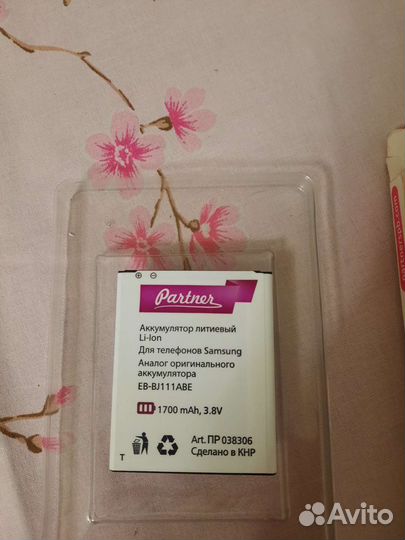 Partner
Аккумулятор литиевый
Li-Ion
Для телефонов Samsung
Аналог оригинального
аккумулятора
EB-BJ111ABE
1700 mAh, 3.8V
Art. ПР 038306
Сделано в КНР
T
Avito